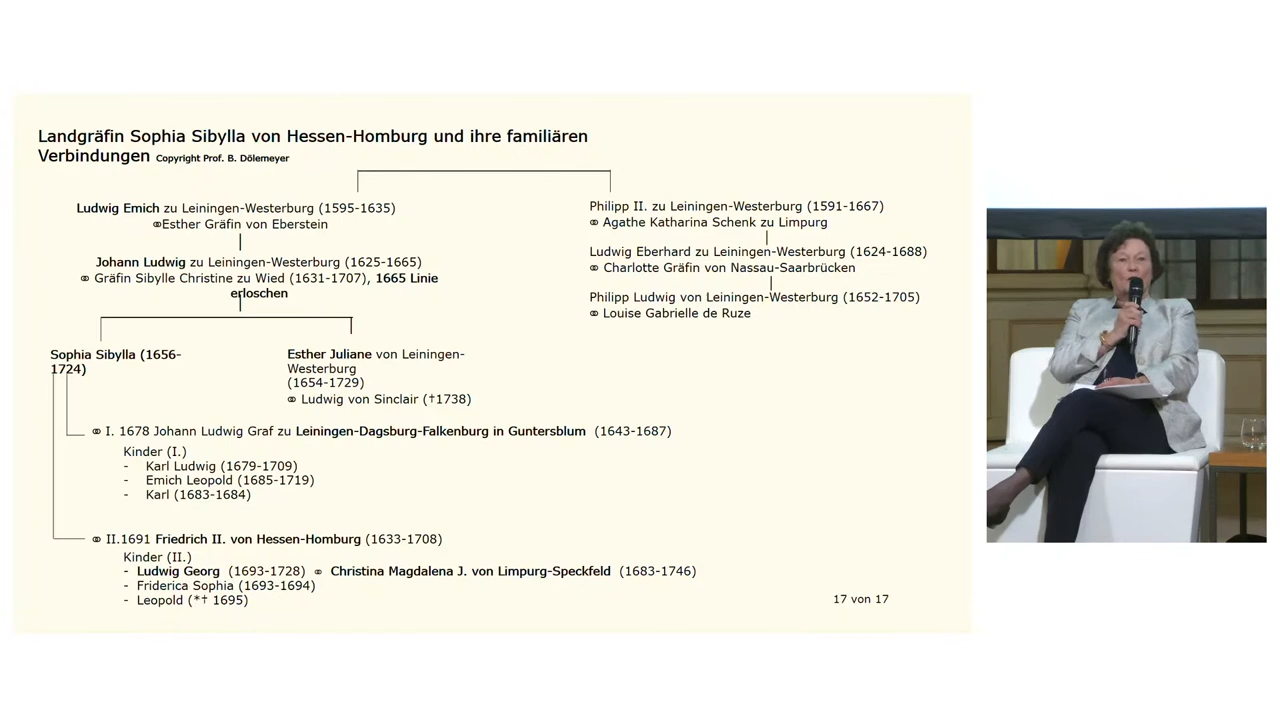 Landgräfin Sophia Sibylla von Hessen-Homburg und ihre familiären
Verbindungen Copyright Prof. B. Dölemeyer
Ludwig Emich zu Leiningen-Westerburg (1595-1635)
⚭Esther Gräfin von Eberstein
Johann Ludwig zu Leiningen-Westerburg (1625-1665)
⚭ Gräfin Sibylle Christine zu Wied (1631-1707), 1665 Linie
erloschen
Philipp II. zu Leiningen-Westerburg (1591-1667)
⚭ Agathe Katharina Schenk zu Limpurg
Ludwig Eberhard zu Leiningen-Westerburg (1624-1688)
⚭ Charlotte Gräfin von Nassau-Saarbrücken
Philipp Ludwig von Leiningen-Westerburg (1652-1705)
⚭ Louise Gabrielle de Ruze
Sophia Sibylla (1656-
1724)
Esther Juliane von Leiningen-
Westerburg
(1654-1729)
⚭ Ludwig von Sinclair (†1738)
⚭ I. 1678 Johann Ludwig Graf zu Leiningen-Dagsburg-Falkenburg in Guntersblum (1643-1687)
Kinder (I.)
- Karl Ludwig (1679-1709)
- Emich Leopold (1685-1719)
- Karl (1683-1684)
⚭ II.1691 Friedrich II. von Hessen-Homburg (1633-1708)
Kinder (II.)
- Ludwig Georg (1693-1728) ⚭ Christina Magdalena J. von Limpurg-Speckfeld (1683-1746)
- Friderica Sophia (1693-1694)
- Leopold (*† 1695)
17 von 17